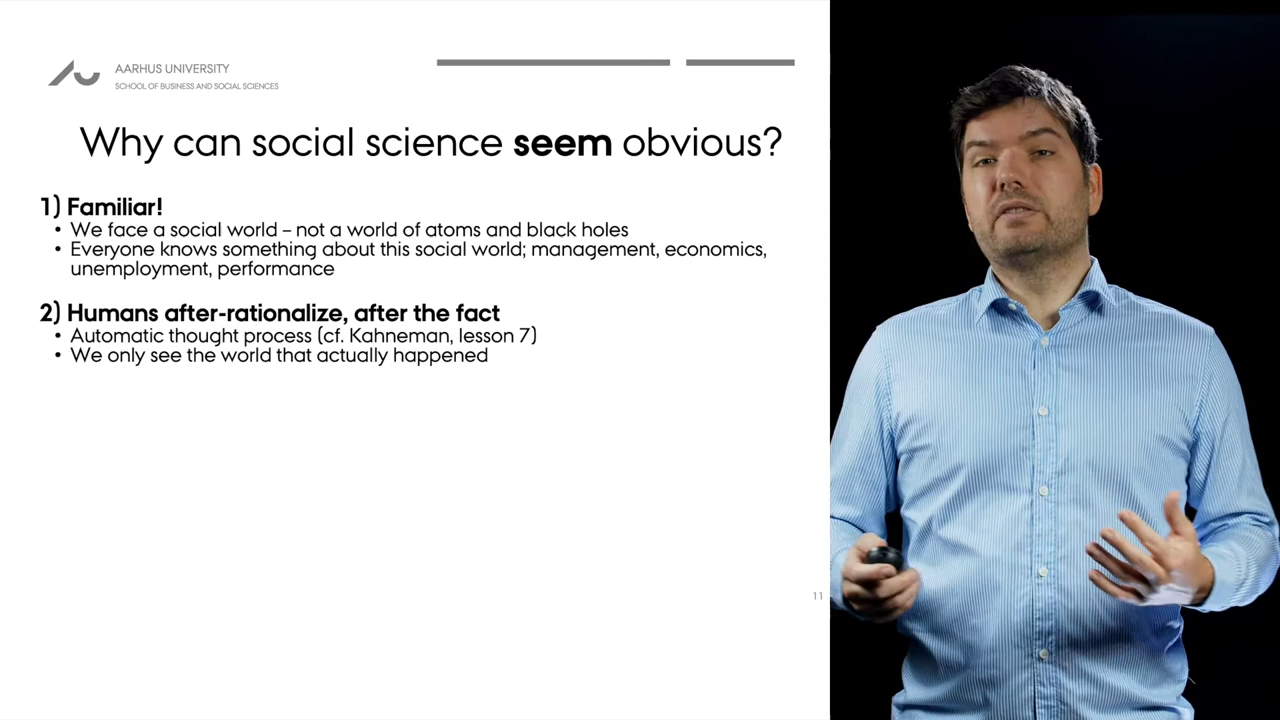 AARHUS UNIVERSITY
SCHOOL OF BUSINESS AND SOCIAL SCIENCES
Why can social science seem obvious?
1) Familiar!
• We face a social world – not a world of atoms and black holes
• Everyone knows something about this social world; management, economics,
unemployment, performance
2) Humans after-rationalize, after the fact
• Automatic thought process (cf. Kahneman, lesson 7)
• We only see the world that actually happened
11